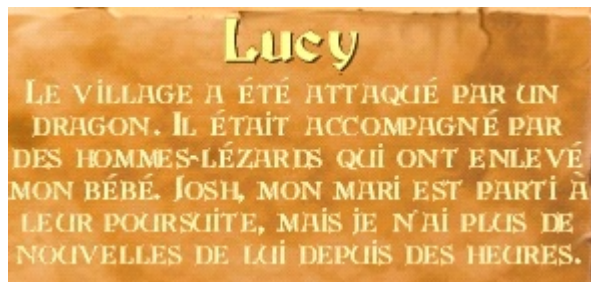 Lucy
Le village a été attaqué par un
dragon. Il était accompagné par
des hommes-lézards qui ont enlevé
mon bébé. Josh, mon mari est parti à
leur poursuite, mais je n'ai plus de
nouvelles de lui depuis des heures.